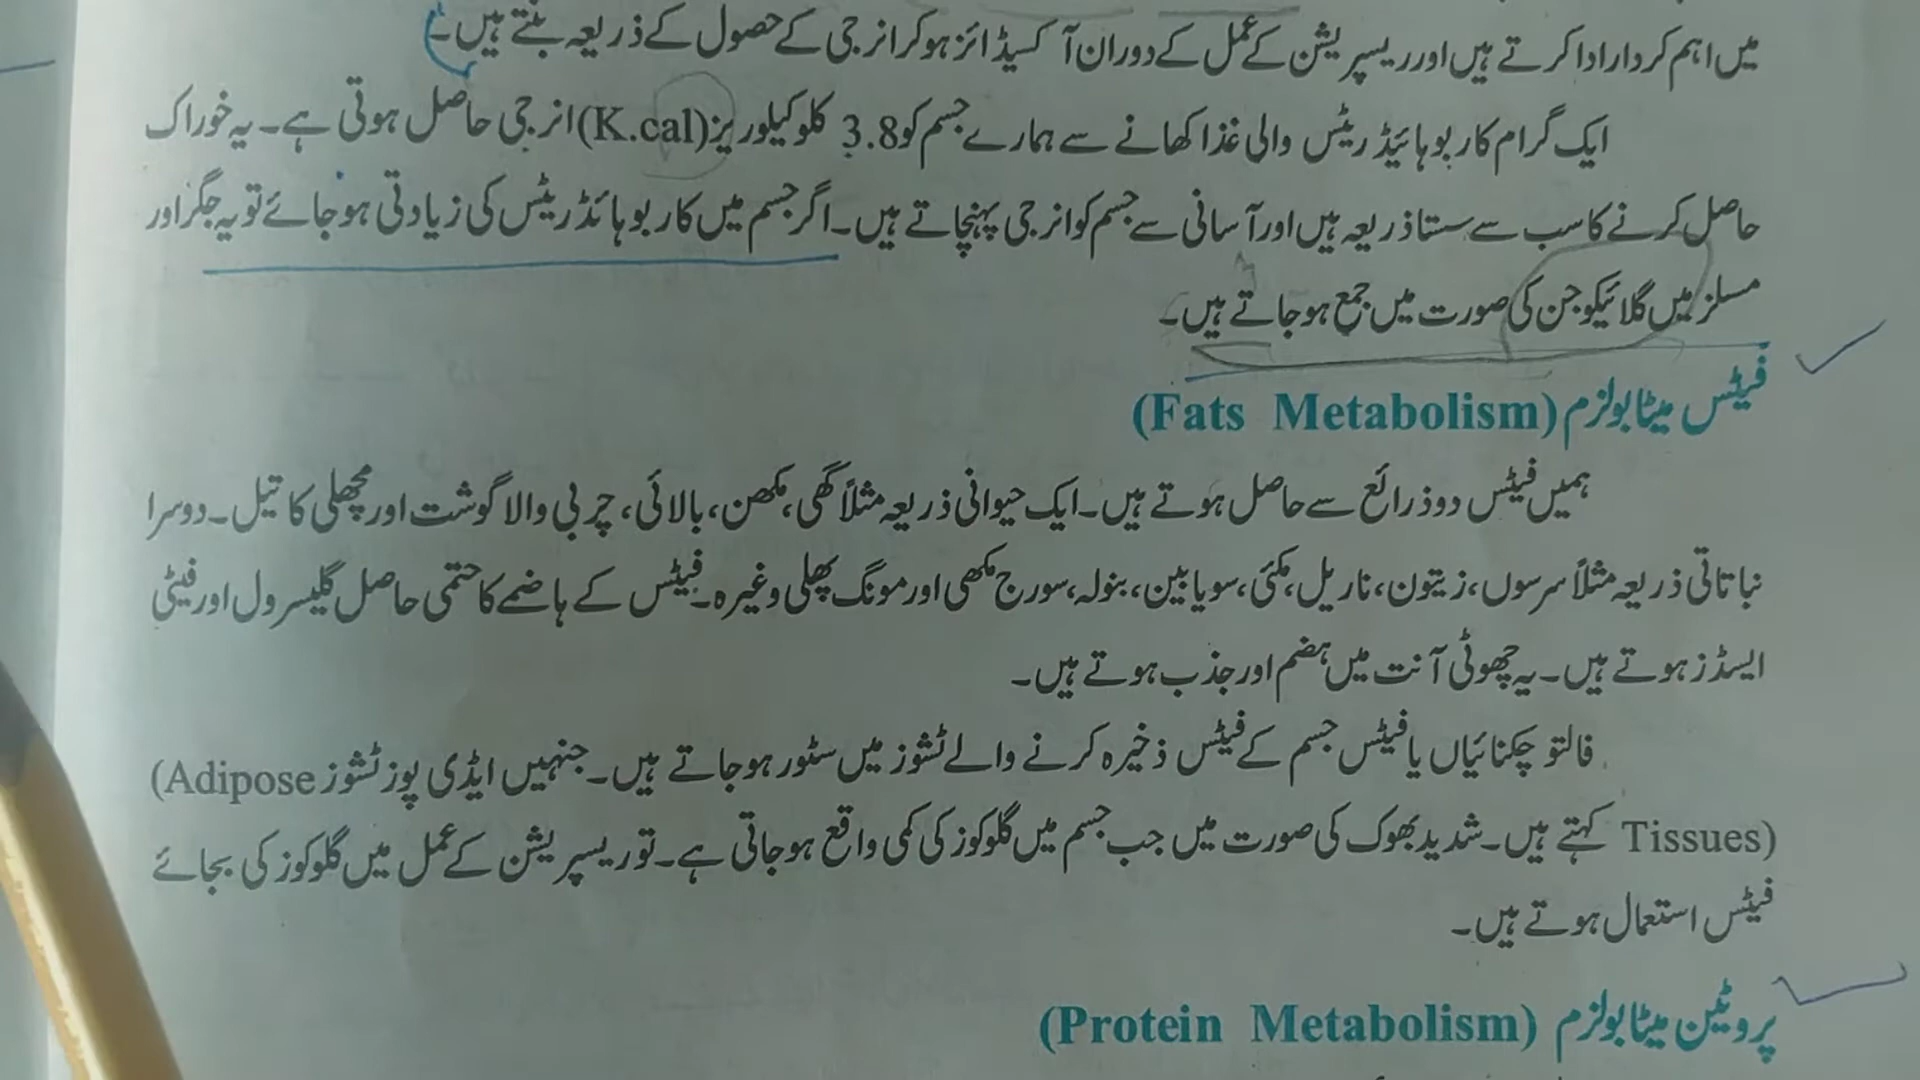 میں اہم کردار ادا کرتے ہیں اور ریسپریشن کے عمل کے دوران آکسیڈائز ہو کر انرجی کے حصول کے ذریعہ بنتے ہیں۔
ایک گرام کاربوہائیڈریٹس والی غذا کھانے سے ہمارے جسم کو 3.8 کلو کیلوریز (K.cal) انرجی حاصل ہوتی ہے۔ یہ خوراک
حاصل کرنے کا سب سے سستا ذریعہ ہیں اور آسانی سے جسم کو انرجی پہنچاتے ہیں۔ اگر جسم میں کاربوہائڈریٹس کی زیادتی ہو جائے تو یہ جگر اور
مسلز میں گلائیکوجن کی صورت میں جمع ہو جاتے ہیں۔
فیٹس میٹابولزم (Fats Metabolism)
ہمیں فیٹس دو ذرائع سے حاصل ہوتے ہیں۔ ایک حیوانی ذریعہ مثلاً گھی، مکھن، بالائی، چربی والا گوشت اور مچھلی کا تیل۔ دوسرا
نباتاتی ذریعہ مثلاً سرسوں، زیتون، ناریل، مکئی، سویابین، بنولہ، سورج مکھی اور مونگ پھلی وغیرہ۔ فیٹس کے ہاضمے کا حتمی حاصل گلیسرول اور فیٹی
ایسڈز ہوتے ہیں۔ یہ چھوٹی آنت میں ہضم اور جذب ہوتے ہیں۔
فالتو چکنائیاں یا فیٹس جسم کے فیٹس ذخیرہ کرنے والے ٹشوز میں سٹور ہو جاتے ہیں۔ جنہیں ایڈی پوز ٹشوز (Adipose
Tissues) کہتے ہیں۔ شدید بھوک کی صورت میں جب جسم میں گلوکوز کی کمی واقع ہو جاتی ہے۔ تو ریسپریشن کے عمل میں گلوکوز کی بجائے
فیٹس استعمال ہوتے ہیں۔
پروٹین میٹابولزم (Protein Metabolism)